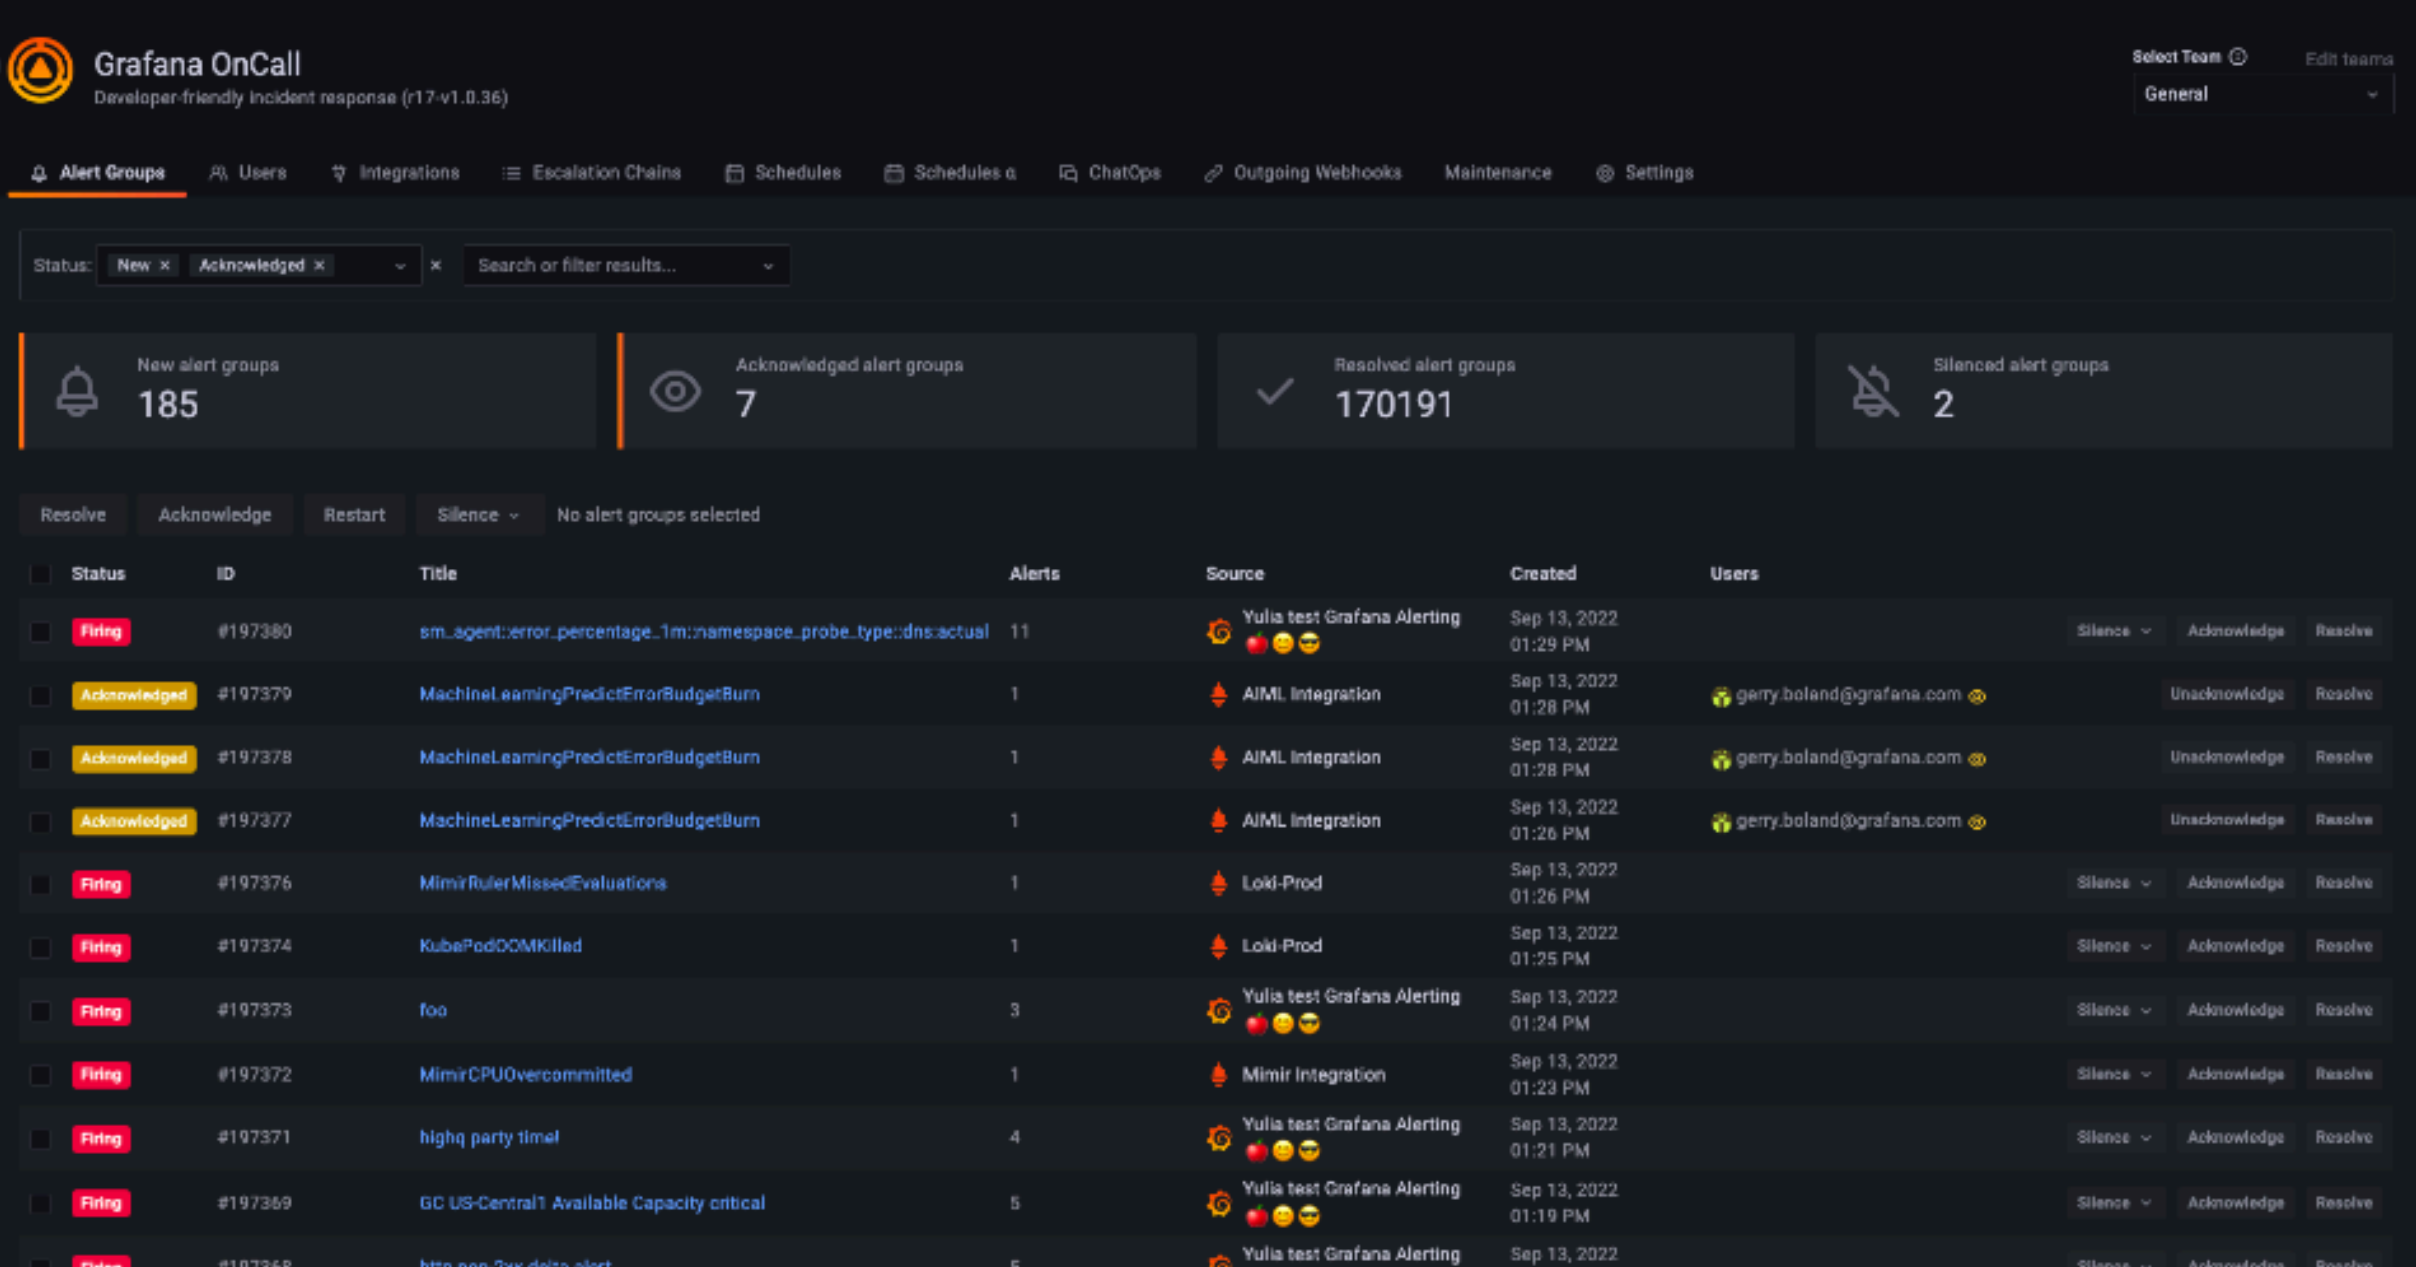 Grafana OnCall
Developer-friendly incident response (r17-v1.0.36)
Select Team
Edit teams
General
Alert Groups Users Integrations Escalation Chains Schedules Schedules α ChatOps Outgoing Webhooks Maintenance Settings
Status: New × Acknowledged × × Search or filter results...
New alert groups
185
Acknowledged alert groups
7
Resolved alert groups
170191
Silenced alert groups
2
Resolve Acknowledge Restart Silence No alert groups selected
Status ID Title Alerts Source Created Users
Firing #197380 sm_agent::error_percentage_1m::namespace_probe_type::dns:actual 11 Yulia test Grafana Alerting 🍎😊😎 Sep 13, 2022 01:29 PM Silence Acknowledge Resolve
Acknowledged #197379 MachineLearningPredictErrorBudgetBurn 1 AIML Integration Sep 13, 2022 01:28 PM gerry.boland@grafana.com Unacknowledge Resolve
Acknowledged #197378 MachineLearningPredictErrorBudgetBurn 1 AIML Integration Sep 13, 2022 01:28 PM gerry.boland@grafana.com Unacknowledge Resolve
Acknowledged #197377 MachineLearningPredictErrorBudgetBurn 1 AIML Integration Sep 13, 2022 01:26 PM gerry.boland@grafana.com Unacknowledge Resolve
Firing #197376 MimirRulerMissedEvaluations 1 Loki-Prod Sep 13, 2022 01:26 PM Silence Acknowledge Resolve
Firing #197374 KubePodOOMKilled 1 Loki-Prod Sep 13, 2022 01:25 PM Silence Acknowledge Resolve
Firing #197373 foo 3 Yulia test Grafana Alerting 🍎😊😎 Sep 13, 2022 01:24 PM Silence Acknowledge Resolve
Firing #197372 MimirCPUOvercommitted 1 Mimir Integration Sep 13, 2022 01:23 PM Silence Acknowledge Resolve
Firing #197371 highq party time! 4 Yulia test Grafana Alerting 🍎😊😎 Sep 13, 2022 01:21 PM Silence Acknowledge Resolve
Firing #197369 GC US-Central1 Available Capacity critical 5 Yulia test Grafana Alerting 🍎😊😎 Sep 13, 2022 01:19 PM Silence Acknowledge Resolve
Firing #197368 Yulia test Grafana Alerting Sep 13, 2022